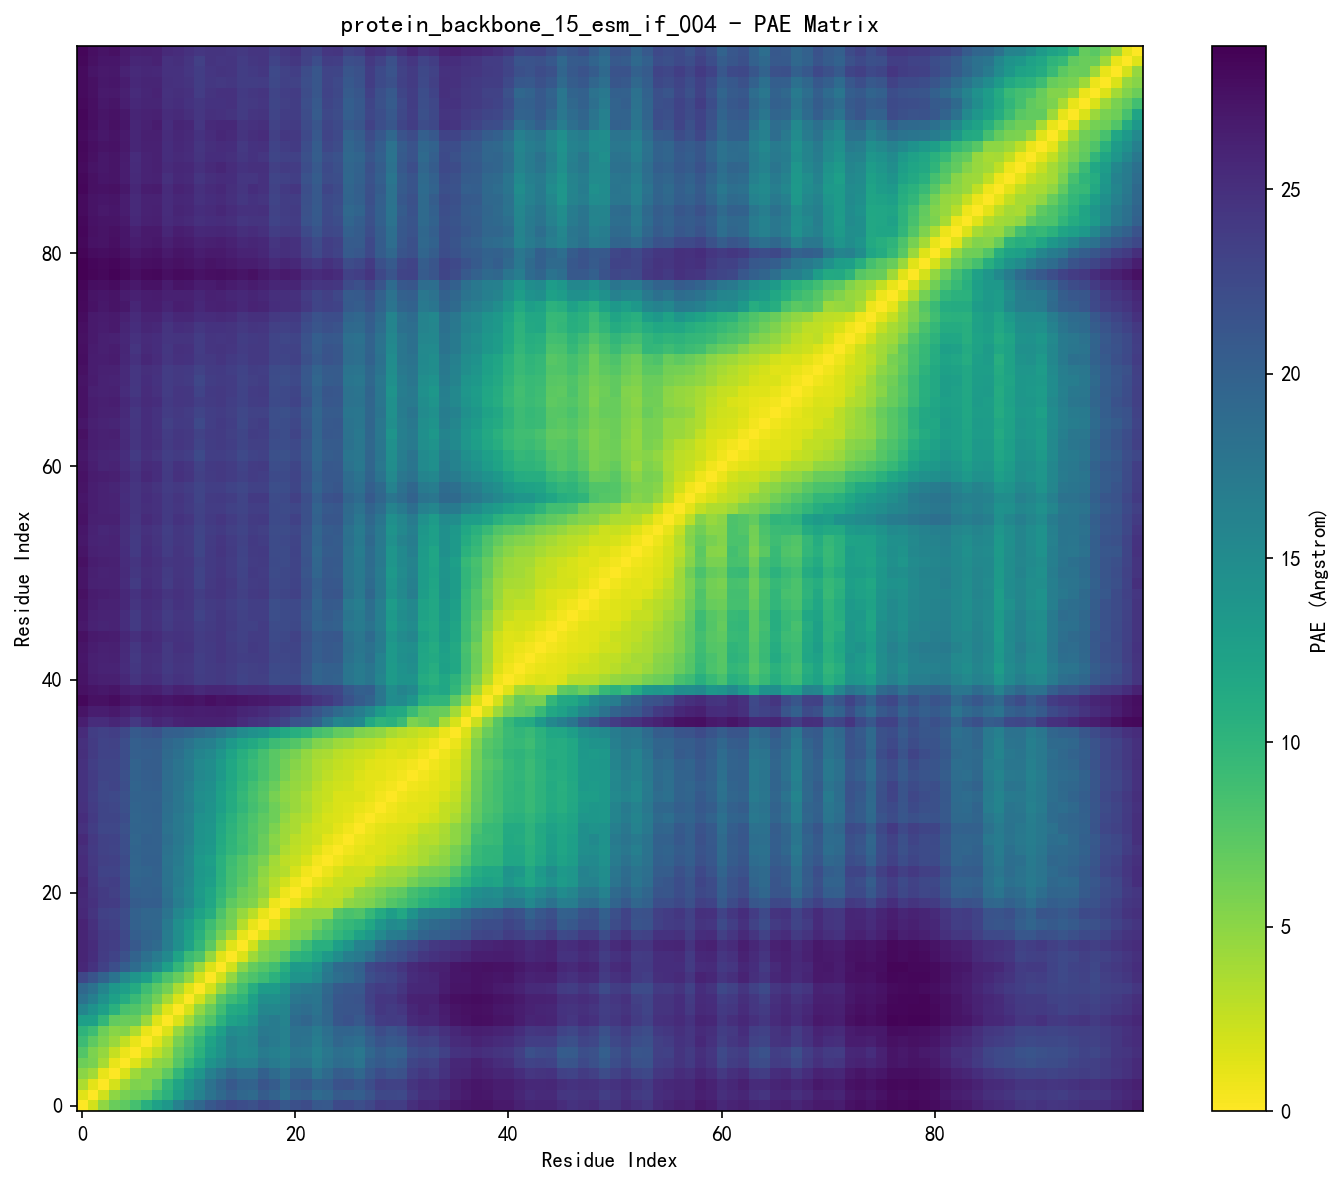 protein_backbone_15_esm_if_004 - PAE Matrix
Residue Index
80
60
40
20
0
0 20 40 60 80
Residue Index
25
20
15
10
5
0
PAE (Angstrom)